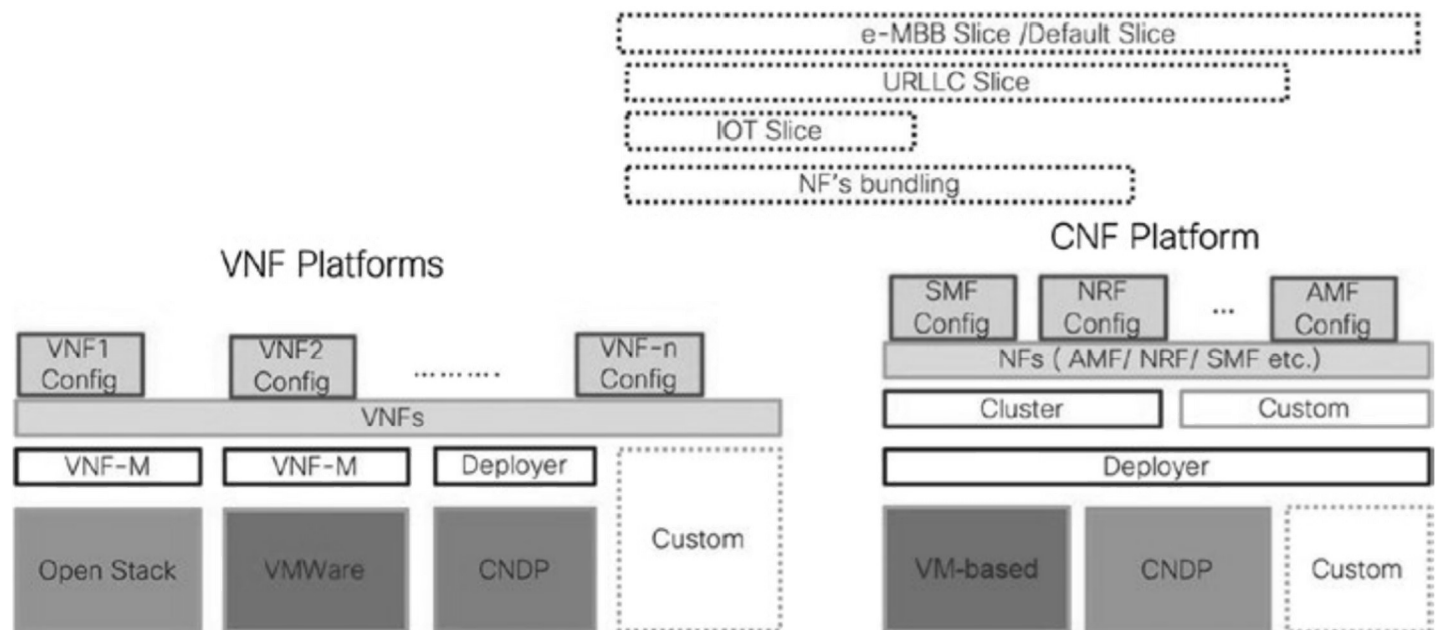 e-MBB Slice /Default Slice
URLLC Slice
IOT Slice
NF's bundling
VNF Platforms
VNF1
Config
VNF2
Config
..........
VNF-n
Config
VNFs
VNF-M
VNF-M
Deployer
Custom
Open Stack
VMWare
CNDP
CNF Platform
SMF
Config
NRF
Config
...
AMF
Config
NFs ( AMF/ NRF/ SMF etc.)
Cluster
Custom
Deployer
VM-based
CNDP
Custom